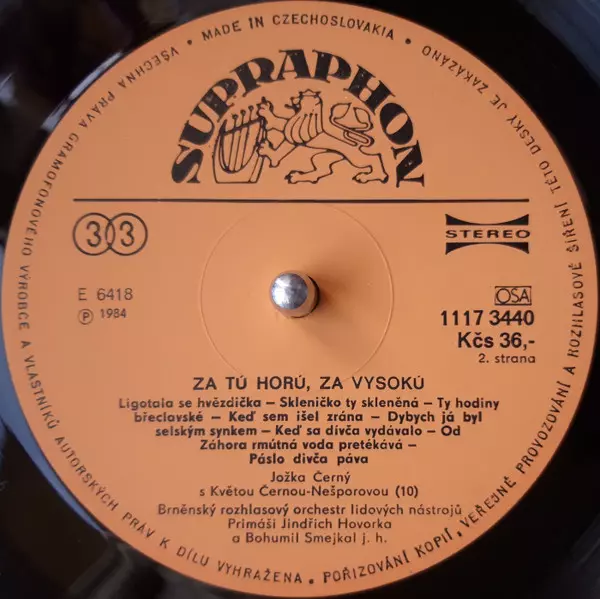 VŠECHNA PRÁVA GRAMOFONOVÉHO VÝROBCE A VLASTNÍKŮ AUTORSKÝCH PRÁV K DÍLU VYHRAŽENA. POŘIZOVÁNÍ KOPIÍ, VEŘEJNÉ PROVOZOVÁNÍ A ROZHLASOVÉ ŠÍŘENÍ TÉTO DESKY JE ZAKÁZÁNO • MADE IN CZECHOSLOVAKIA •
SUPRAPHON
33
STEREO
E 6418
Ⓟ 1984
OSA
1117 3440
Kčs 36,-
2. strana
ZA TÚ HORÚ, ZA VYSOKÚ
Ligotala se hvězdička – Skleničko ty skleněná – Ty hodiny
břeclavské – Keď sem išel zrána – Dybych já byl
selským synkem – Keď sa dívča vydávalo – Od
Záhora rmútná voda pretékává –
Páslo divča páva
Jožka Černý
s Květou Černou-Nešporovou (10)
Brněnský rozhlasový orchestr lidových nástrojů
Primáši Jindřich Hovorka
a Bohumil Smejkal j. h.